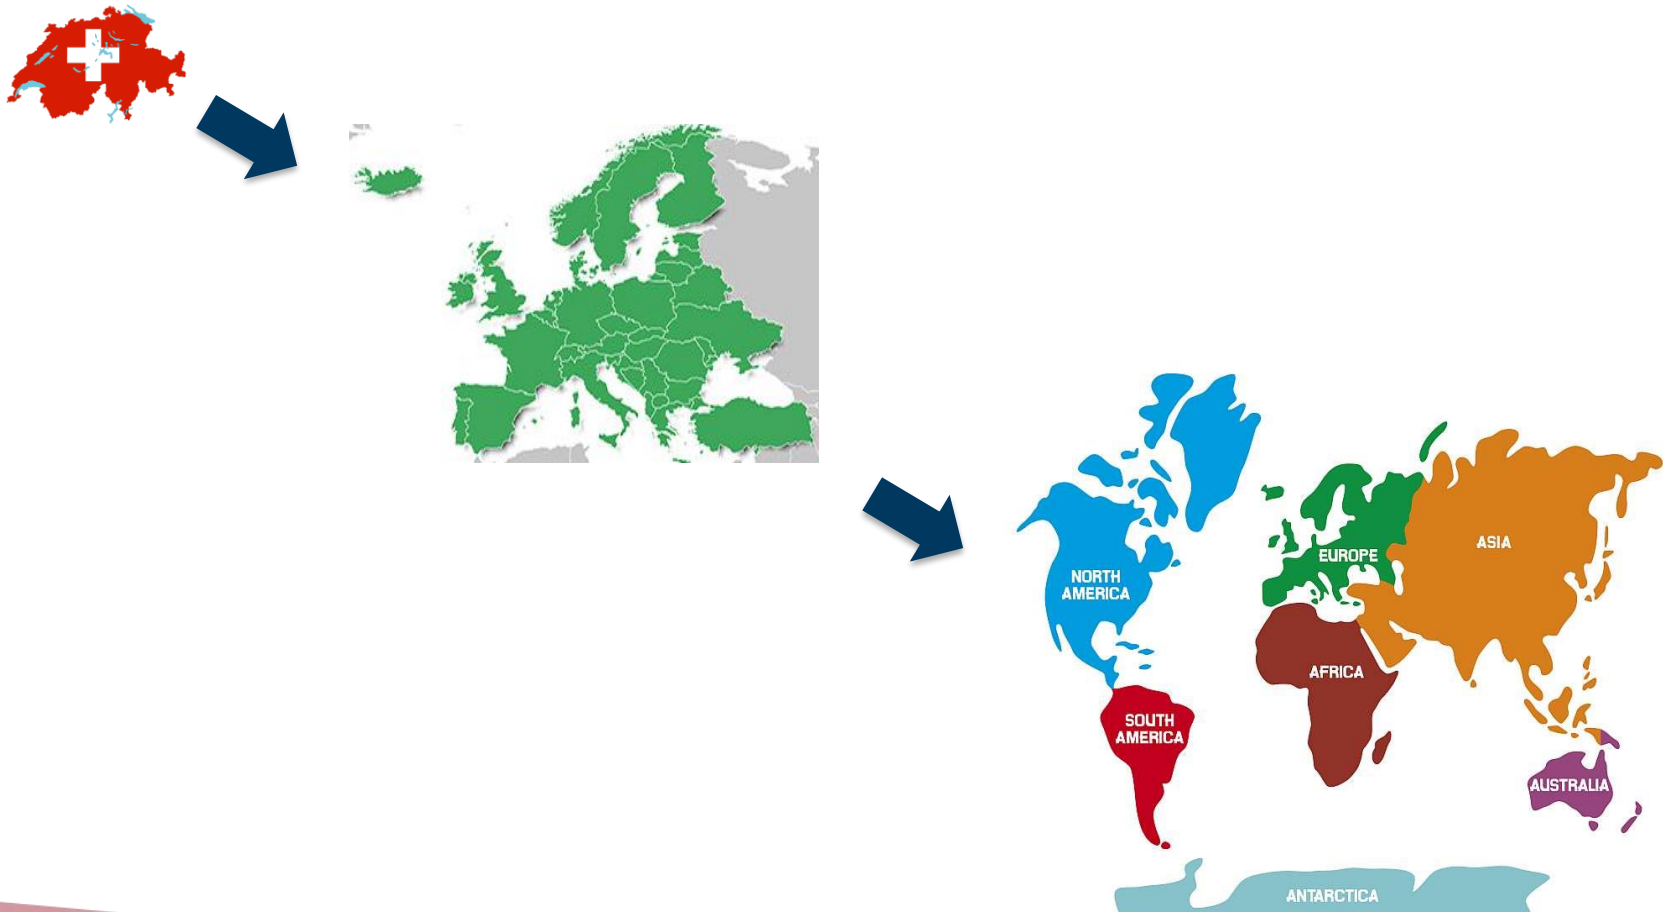 NORTH
AMERICA
EUROPE
ASIA
AFRICA
SOUTH
AMERICA
AUSTRALIA
ANTARCTICA